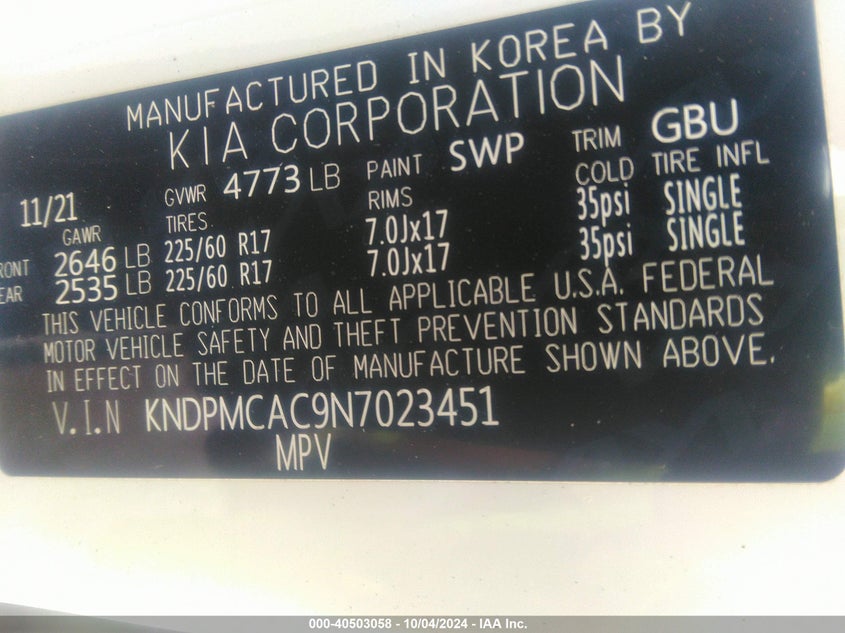 MANUFACTURED IN KOREA BY
KIA CORPORATION
11/21 GVWR 4773 LB PAINT SWP TRIM GBU
GAWR TIRES RIMS COLD TIRE INFL
RONT 2646 LB 225/60 R17 7.0Jx17 35psi SINGLE
EAR 2535 LB 225/60 R17 7.0Jx17 35psi SINGLE
THIS VEHICLE CONFORMS TO ALL APPLICABLE U.S.A. FEDERAL
MOTOR VEHICLE SAFETY AND THEFT PREVENTION STANDARDS
IN EFFECT ON THE DATE OF MANUFACTURE SHOWN ABOVE.
V.I.N KNDPMCAC9N7023451
MPV
000-40503058 - 10/04/2024 - IAA Inc.